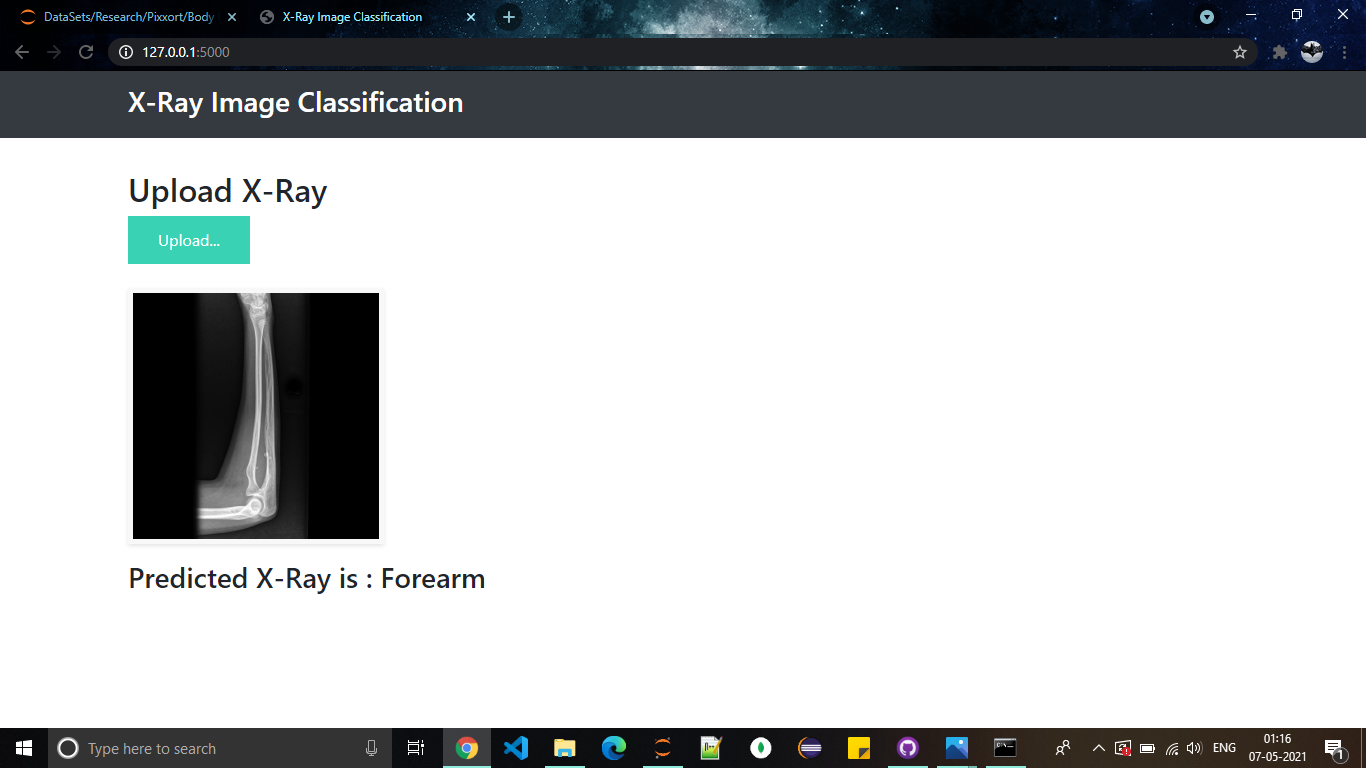 DataSets/Research/Pixxort/Body
X-Ray Image Classification
127.0.0.1:5000
X-Ray Image Classification
Upload X-Ray
Upload...
Predicted X-Ray is : Forearm
Type here to search
ENG
01:16
07-05-2021
1